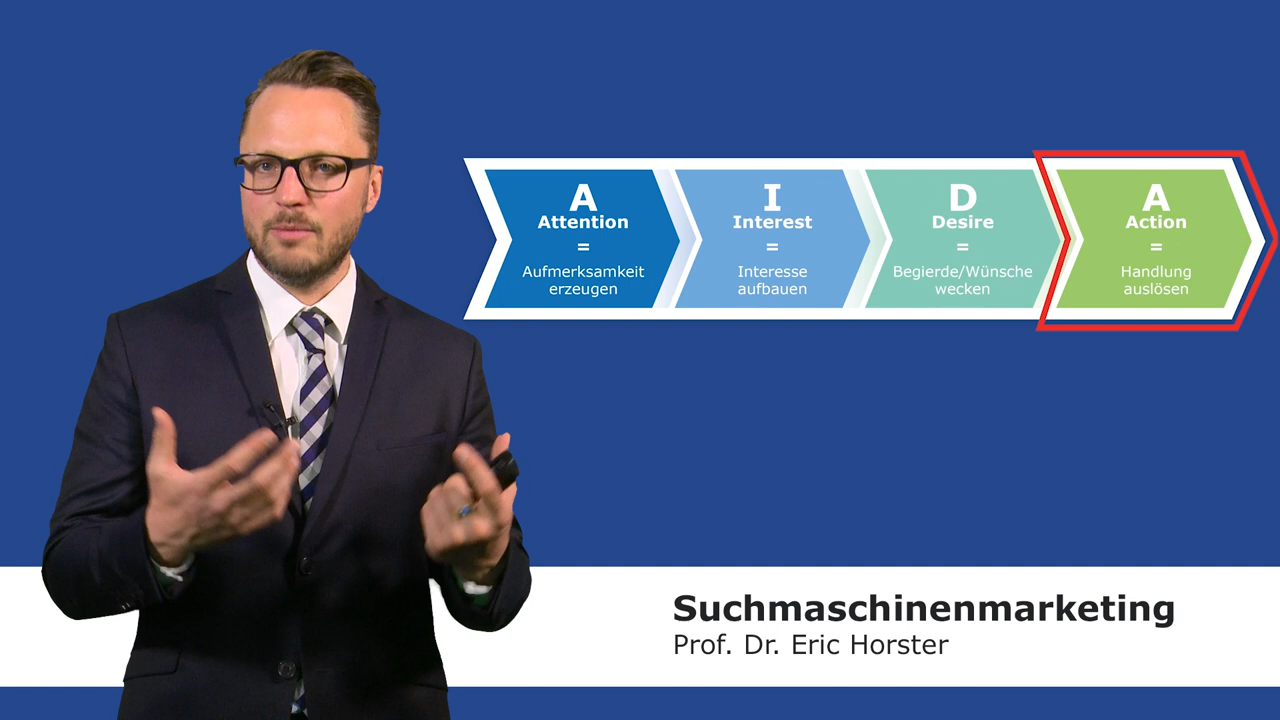 A
Attention
=
Aufmerksamkeit
erzeugen
I
Interest
=
Interesse
aufbauen
D
Desire
=
Begierde/Wünsche
wecken
A
Action
=
Handlung
auslösen
Suchmaschinenmarketing
Prof. Dr. Eric Horster